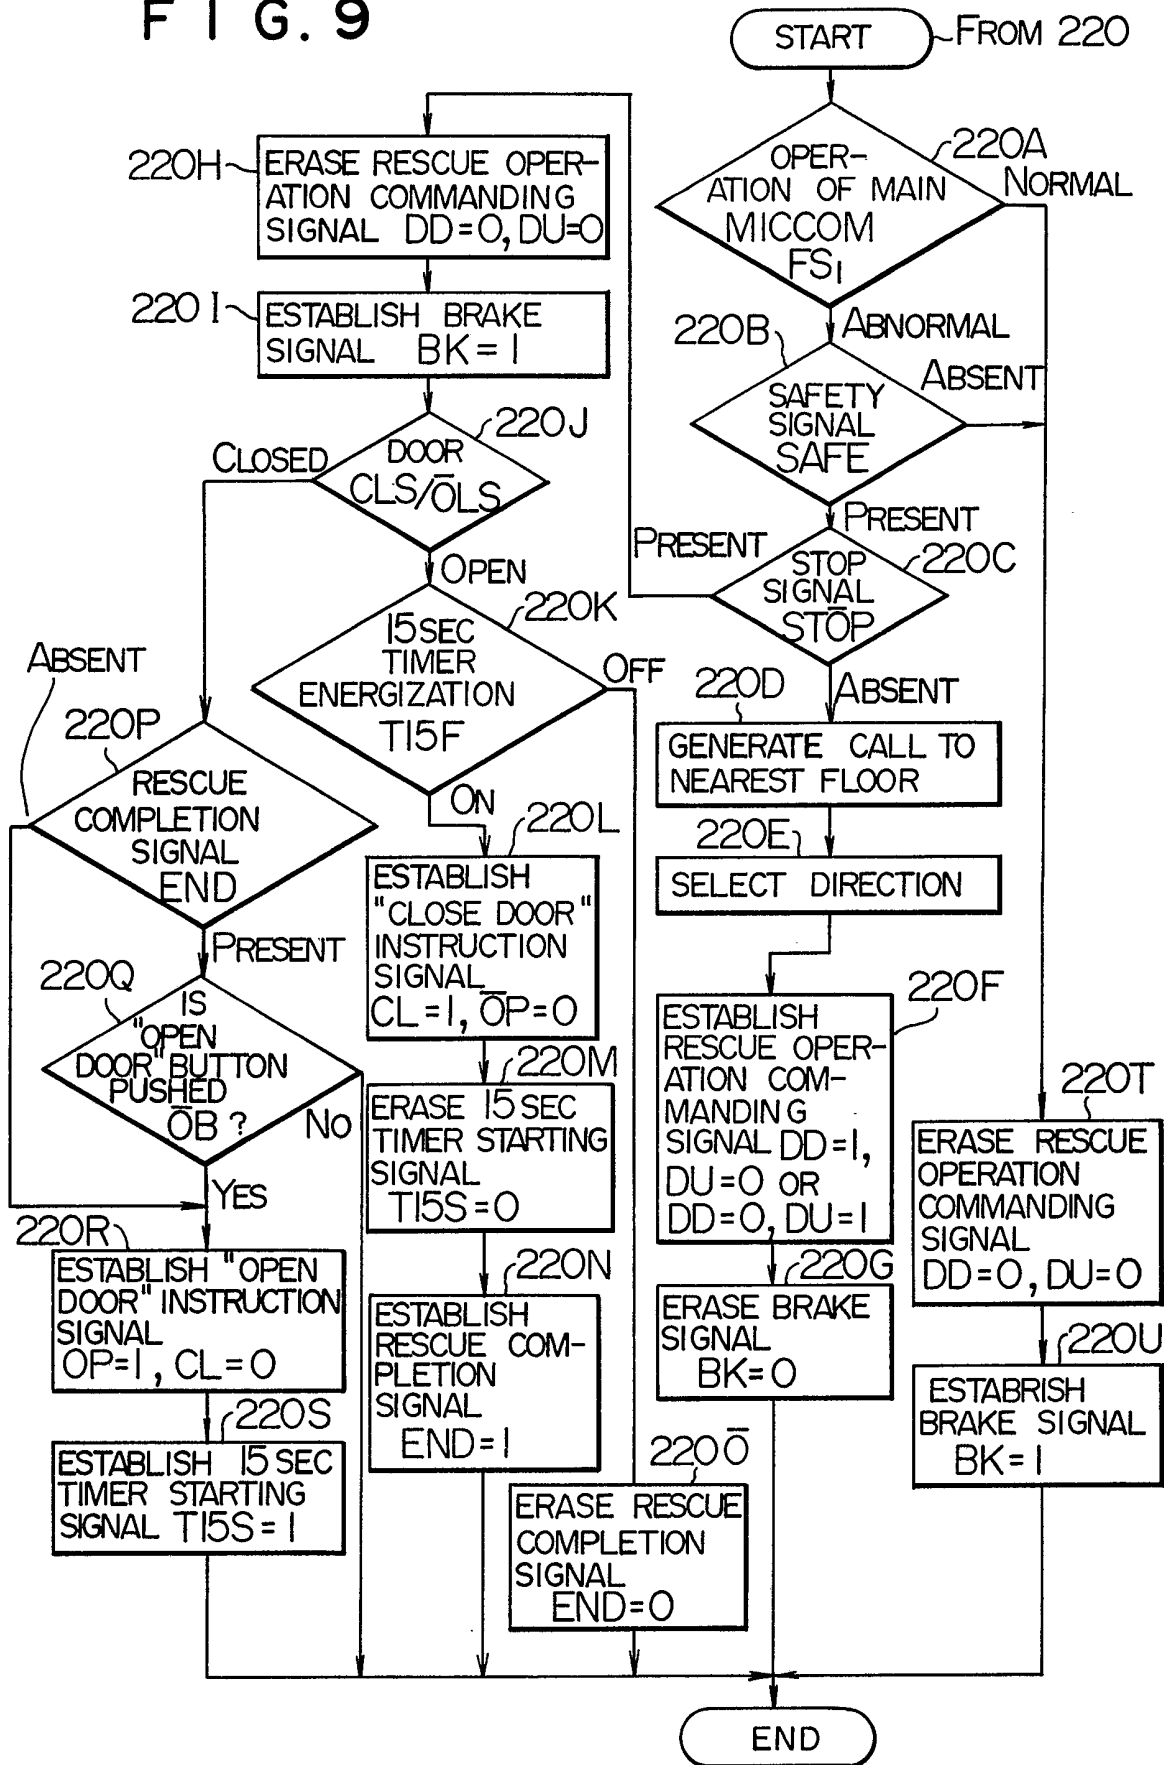 FIG. 9
START
FROM 220
220A
OPER-
ATION OF MAIN
MICCOM
FS1
NORMAL
ABNORMAL
220B
SAFETY
SIGNAL
SAFE
ABSENT
PRESENT
220C
STOP
SIGNAL
STŌP
PRESENT
ABSENT
220D
GENERATE CALL TO
NEAREST FLOOR
220E
SELECT DIRECTION
220F
ESTABLISH
RESCUE OPER-
ATION COM-
MANDING
SIGNAL DD=1,
DU=0 OR
DD=0, DU=1
220G
ERASE BRAKE
SIGNAL
BK=0
220H
ERASE RESCUE OPER-
ATION COMMANDING
SIGNAL DD=0, DU=0
220I
ESTABLISH BRAKE
SIGNAL BK=1
220J
DOOR
CLS/ŌLS
CLOSED
OPEN
220K
15SEC
TIMER
ENERGIZATION
T15F
OFF
ON
220L
ESTABLISH
"CLOSE DOOR"
INSTRUCTION
SIGNAL
CL=1, ŌP=0
220M
ERASE 15SEC
TIMER STARTING
SIGNAL
T15S=0
220N
ESTABLISH
RESCUE COM-
PLETION
SIGNAL
END=1
220Ō
ERASE RESCUE
COMPLETION
SIGNAL
END=0
ABSENT
220P
RESCUE
COMPLETION
SIGNAL
END
PRESENT
220Q
IS
"OPEN
DOOR" BUTTON
PUSHED
ŌB?
NO
YES
220R
ESTABLISH "OPEN
DOOR" INSTRUCTION
SIGNAL
OP=1, CL=0
220S
ESTABLISH 15SEC
TIMER STARTING
SIGNAL T15S=1
220T
ERASE RESCUE
OPERATION
COMMANDING
SIGNAL
DD=0, DU=0
220U
ESTABRISH
BRAKE SIGNAL
BK=1
END